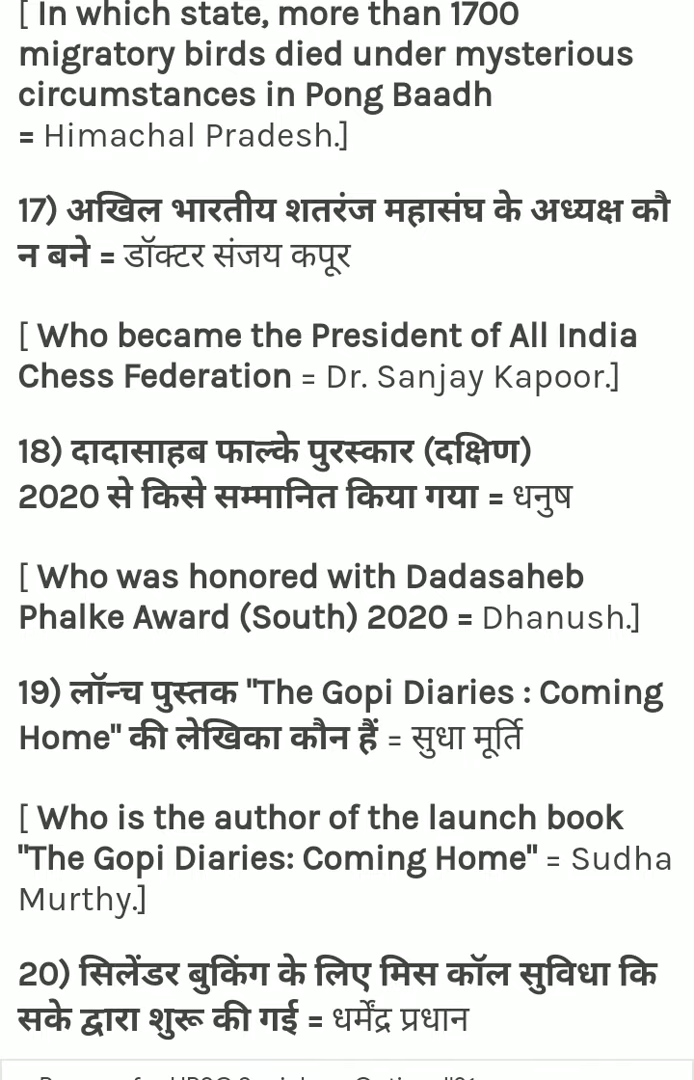 [ In which state, more than 1700
migratory birds died under mysterious
circumstances in Pong Baadh
= Himachal Pradesh.]
17) अखिल भारतीय शतरंज महासंघ के अध्यक्ष कौ
न बने = डॉक्टर संजय कपूर
[ Who became the President of All India
Chess Federation = Dr. Sanjay Kapoor.]
18) दादासाहब फाल्के पुरस्कार (दक्षिण)
2020 से किसे सम्मानित किया गया = धनुष
[ Who was honored with Dadasaheb
Phalke Award (South) 2020 = Dhanush.]
19) लॉन्च पुस्तक "The Gopi Diaries : Coming
Home" की लेखिका कौन हैं = सुधा मूर्ति
[ Who is the author of the launch book
"The Gopi Diaries: Coming Home" = Sudha
Murthy.]
20) सिलेंडर बुकिंग के लिए मिस कॉल सुविधा कि
सके द्वारा शुरू की गई = धर्मेंद्र प्रधान